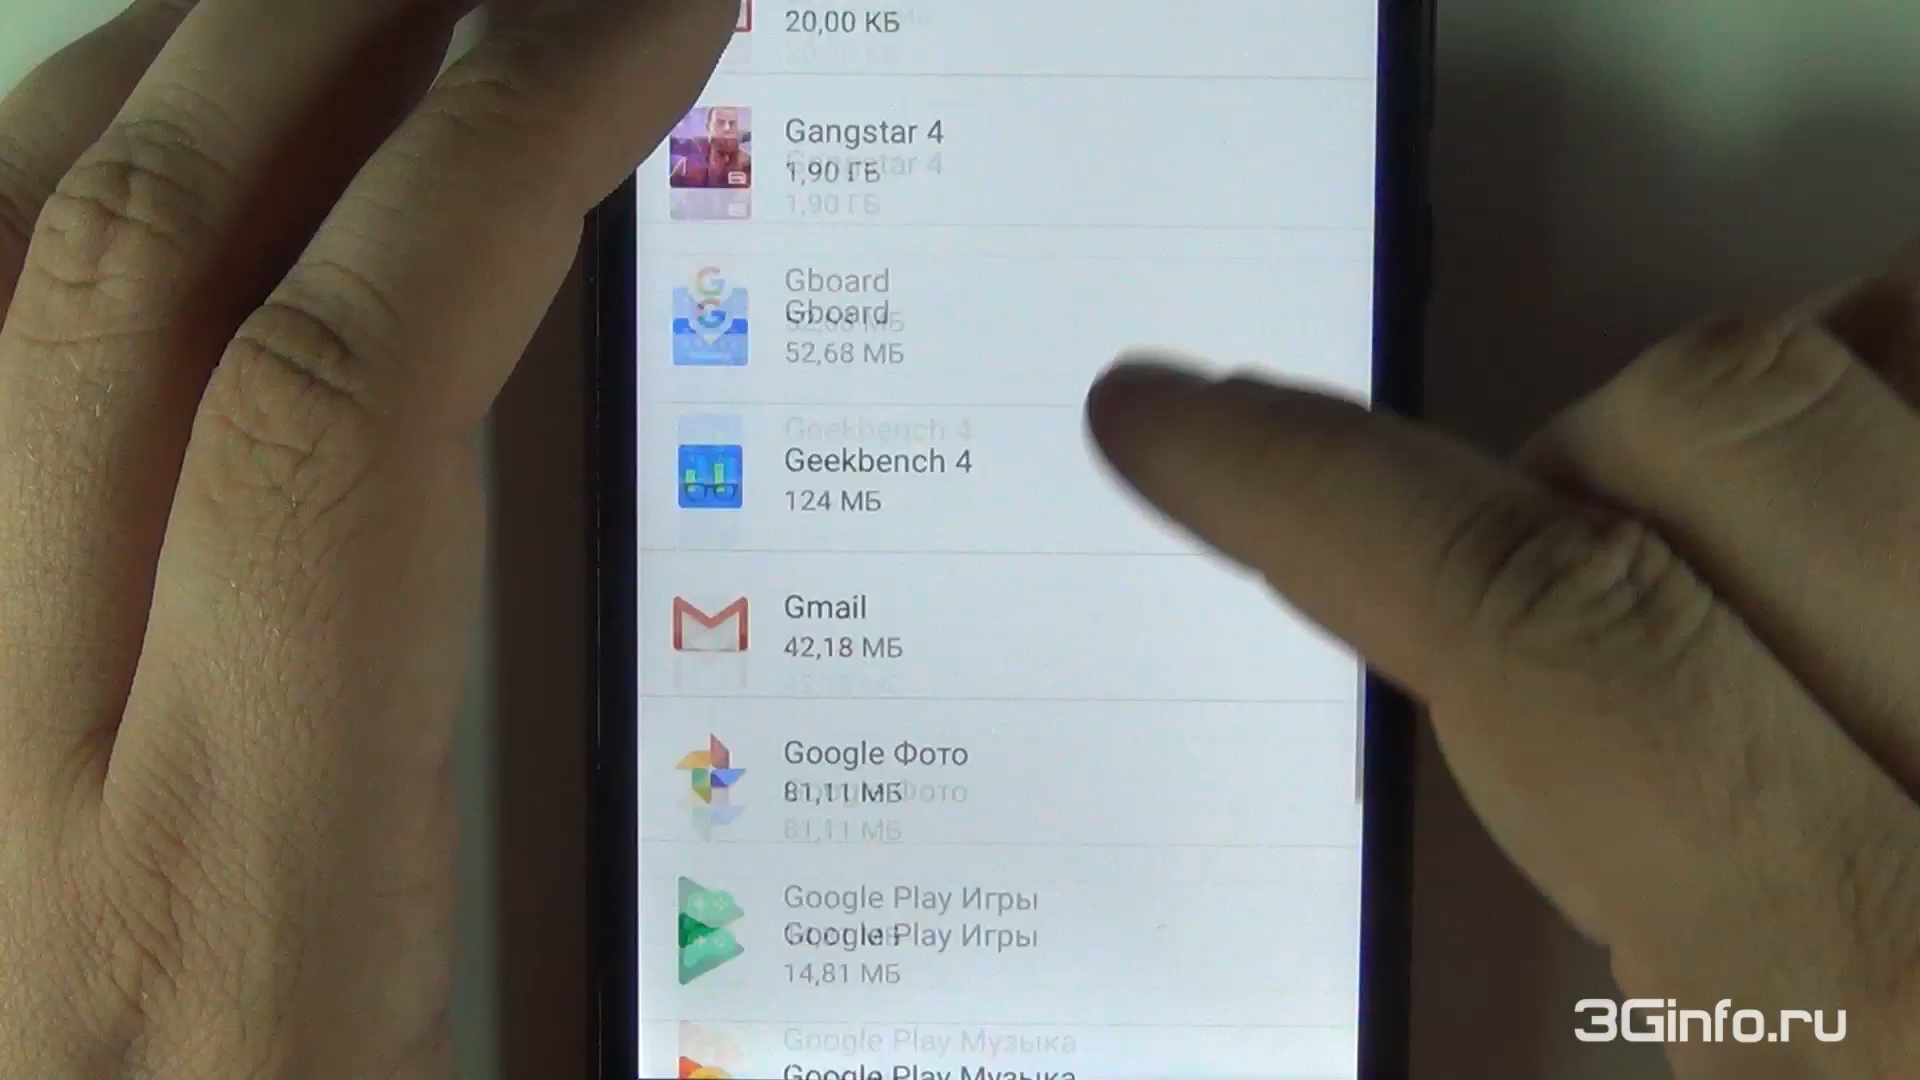 20,00 КБ
Gangstar 4
1,90 ГБ
Gboard
52,68 МБ
Geekbench 4
124 МБ
Gmail
42,18 МБ
Google Фото
81,11 МБ
Google Play Игры
14,81 МБ
Google Play Музыка
3Ginfo.ru